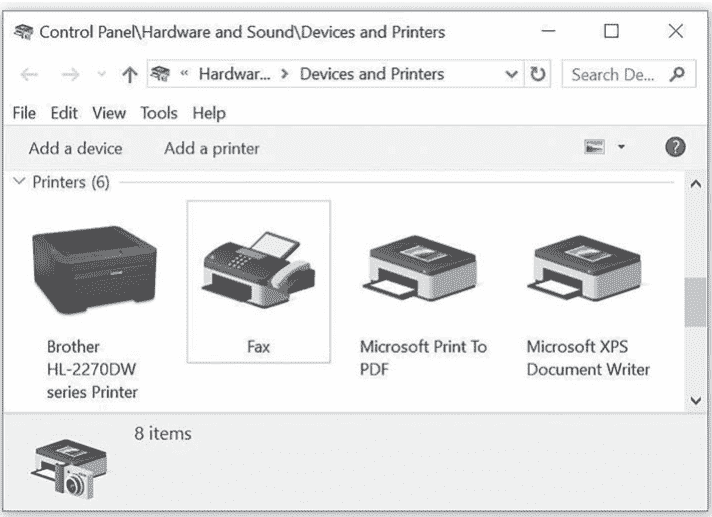 Control Panel\Hardware and Sound\Devices and Printers
« Hardwar... > Devices and Printers Search De...
File Edit View Tools Help
Add a device Add a printer
Printers (6)
Brother
HL-2270DW
series Printer
Fax
Microsoft Print To
PDF
Microsoft XPS
Document Writer
8 items